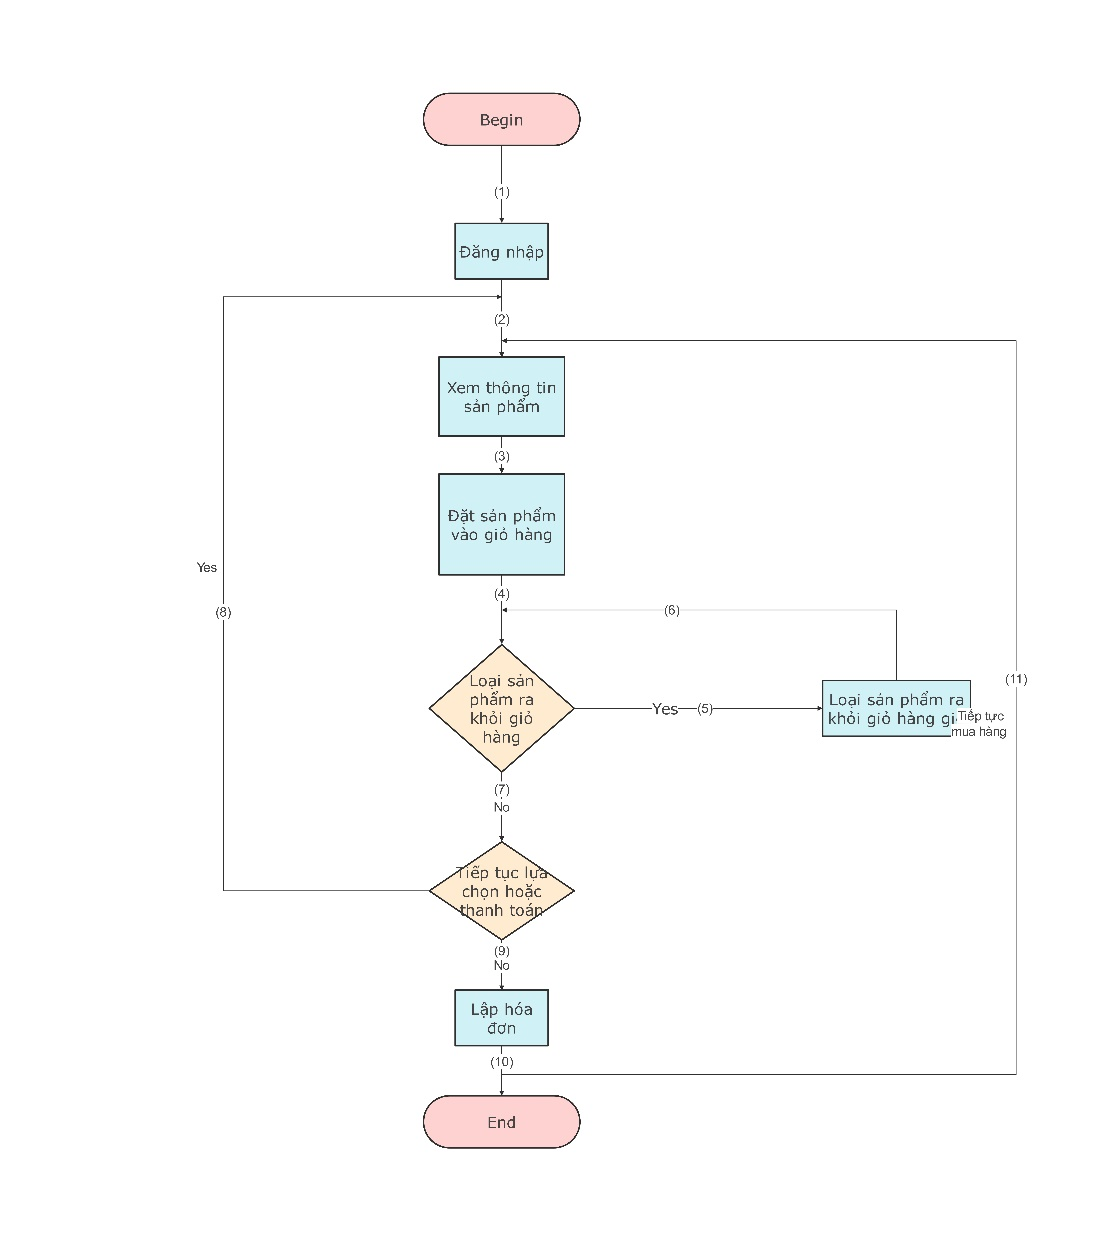 Begin
(1)
Đăng nhập
(2)
Xem thông tin
sản phẩm
(3)
Đặt sản phẩm
vào giỏ hàng
Yes
(4)
(8)
(6)
Loại sản
phẩm ra
khỏi giỏ
hàng
Yes
(5)
Loại sản phẩm ra
khỏi giỏ hàng
(11)
Tiếp tực
mua hàng
(7)
No
Tiếp tục lựa
chọn hoặc
thanh toán
(9)
No
Lập hóa
đơn
(10)
End